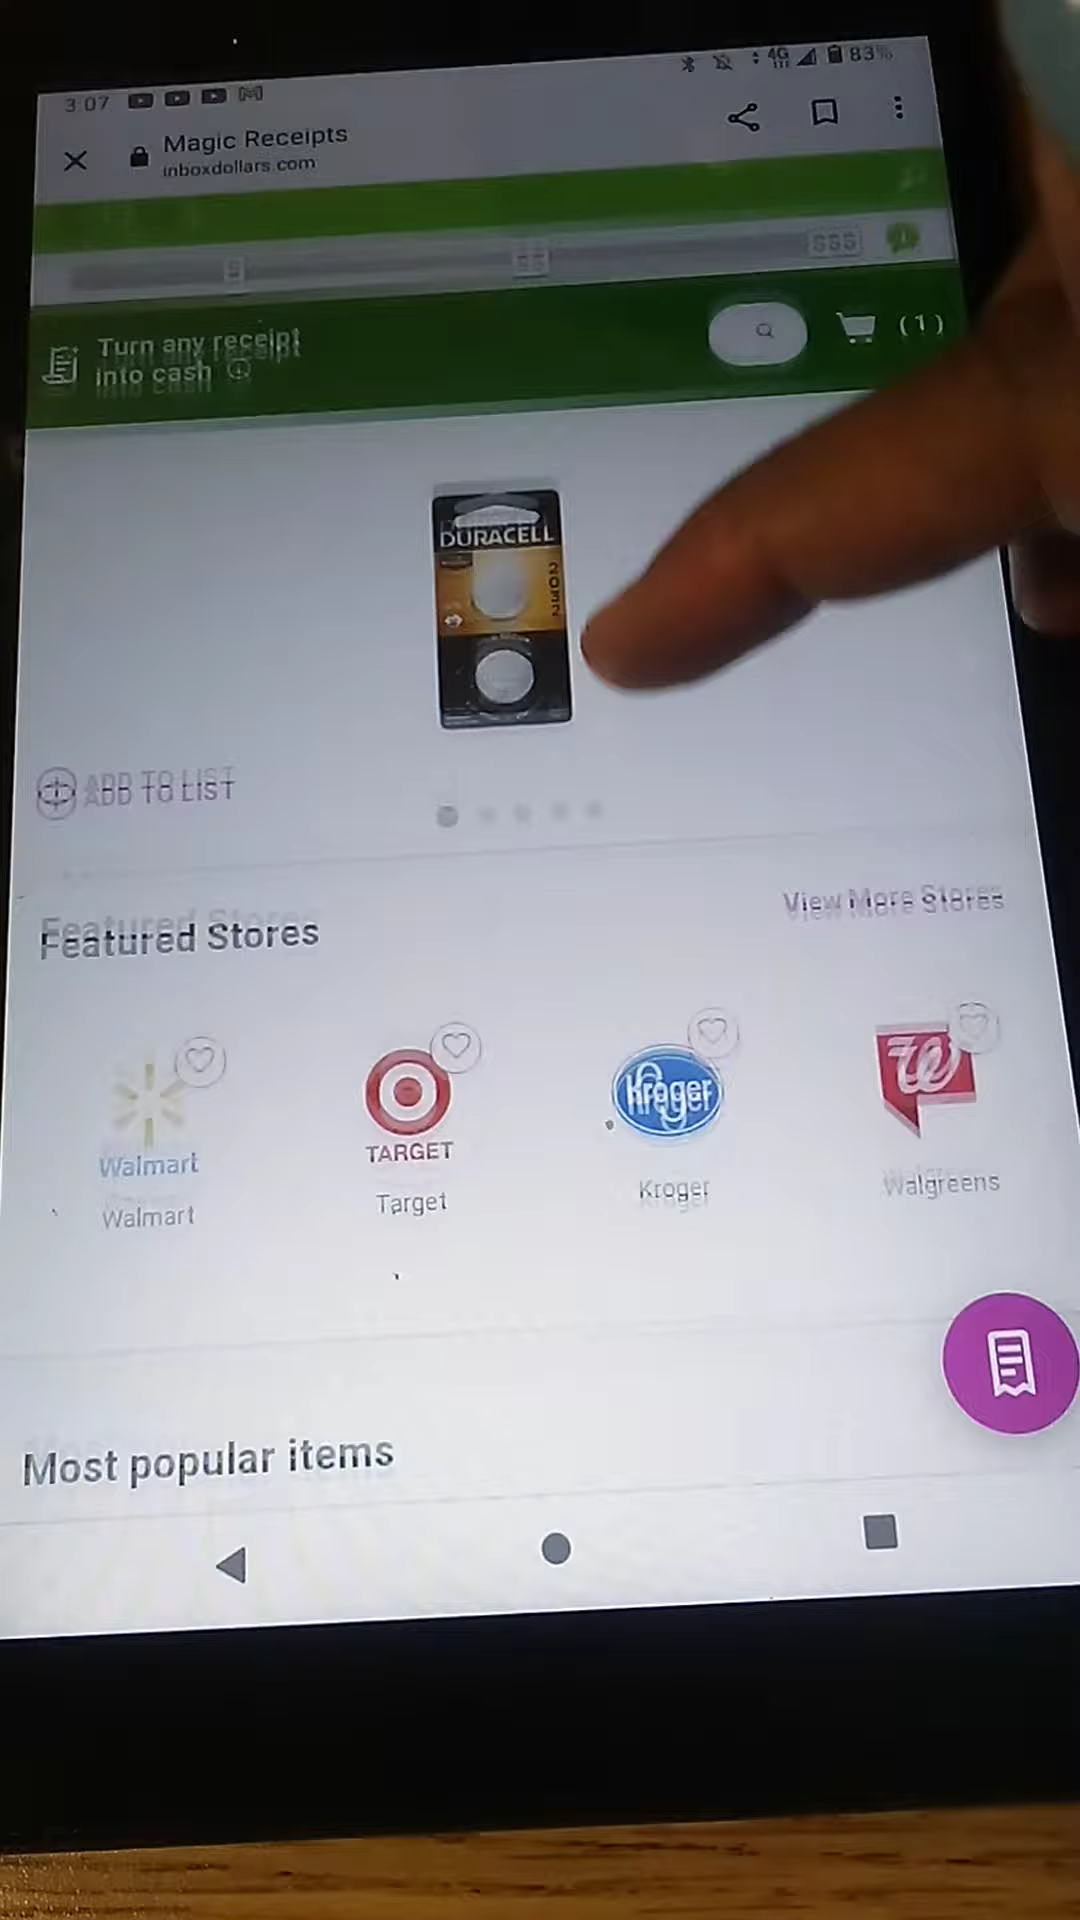 3:07 4G 83%
Magic Receipts
inboxdollars.com
$ $$ $$$
Turn any receipt
into cash
(1)
DURACELL
2032
ADD TO LIST
Featured Stores
View More Stores
Walmart
TARGET
Kroger
Walmart
Target
Kroger
Walgreens
Most popular items